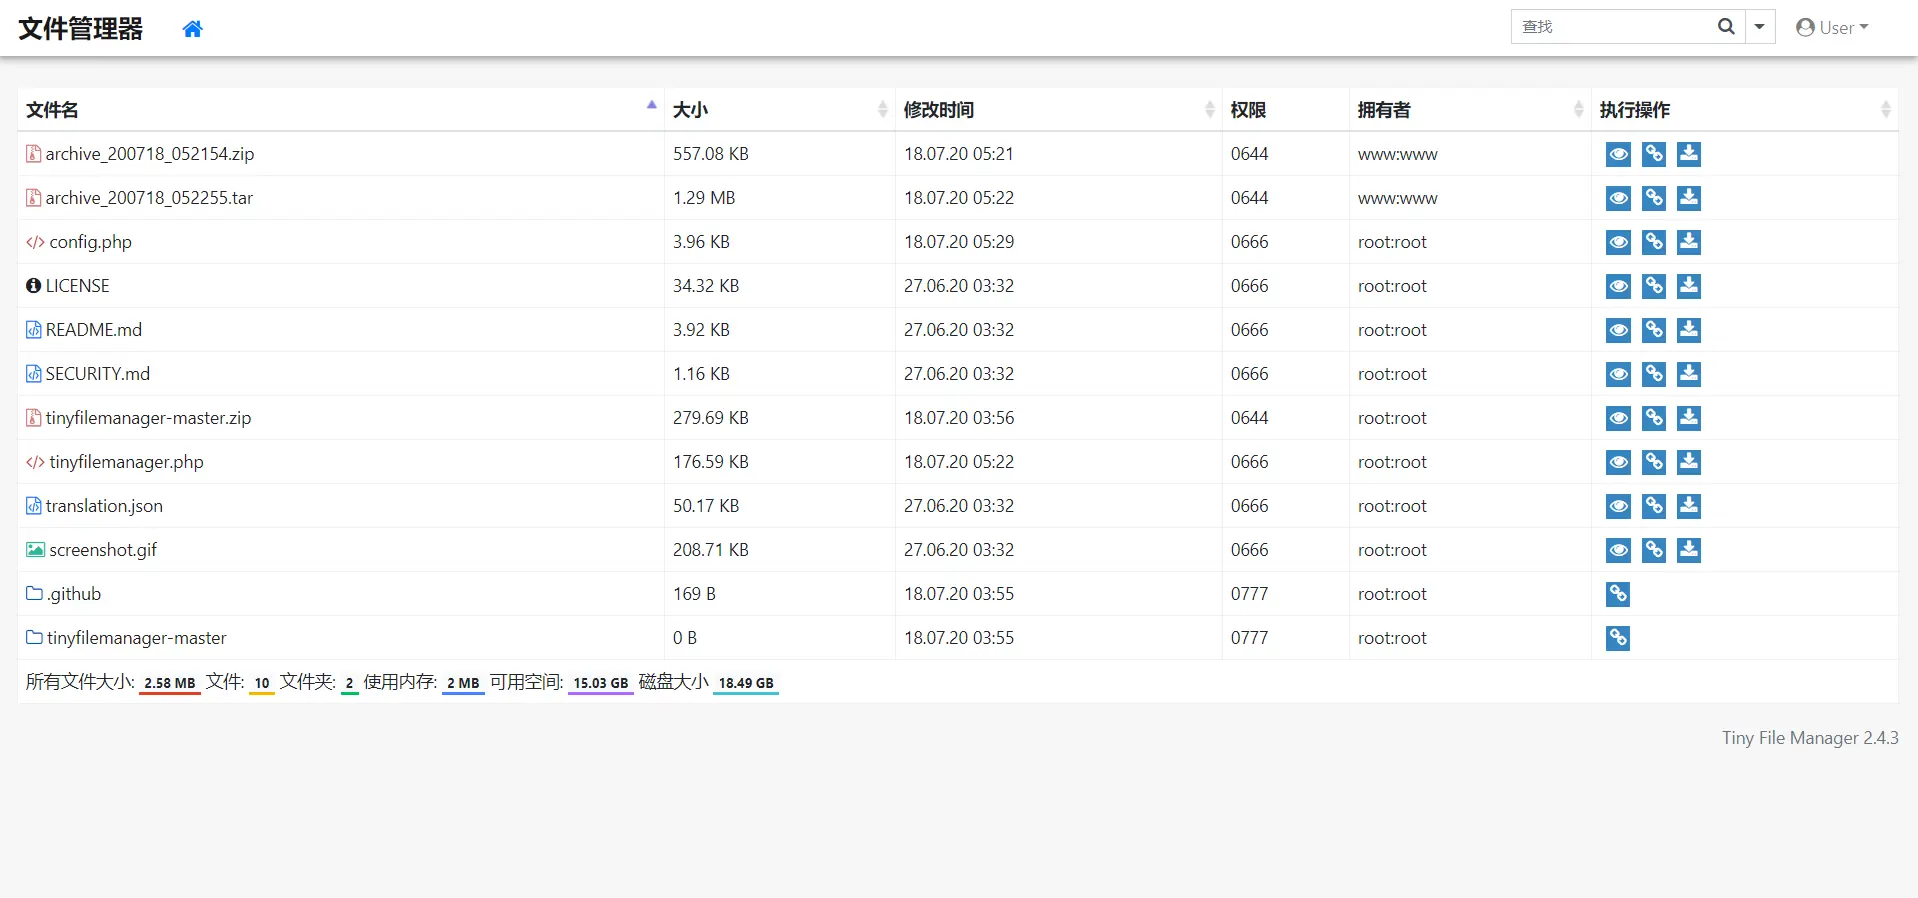 文件管理器 查找 User
文件名 大小 修改时间 权限 拥有者 执行操作
archive_200718_052154.zip 557.08 KB 18.07.20 05:21 0644 www:www
archive_200718_052255.tar 1.29 MB 18.07.20 05:22 0644 www:www
config.php 3.96 KB 18.07.20 05:29 0666 root:root
LICENSE 34.32 KB 27.06.20 03:32 0666 root:root
README.md 3.92 KB 27.06.20 03:32 0666 root:root
SECURITY.md 1.16 KB 27.06.20 03:32 0666 root:root
tinyfilemanager-master.zip 279.69 KB 18.07.20 03:56 0644 root:root
tinyfilemanager.php 176.59 KB 18.07.20 05:22 0666 root:root
translation.json 50.17 KB 27.06.20 03:32 0666 root:root
screenshot.gif 208.71 KB 27.06.20 03:32 0666 root:root
.github 169 B 18.07.20 03:55 0777 root:root
tinyfilemanager-master 0 B 18.07.20 03:55 0777 root:root
所有文件大小: 2.58 MB 文件: 10 文件夹: 2 使用内存: 2 MB 可用空间: 15.03 GB 磁盘大小 18.49 GB
Tiny File Manager 2.4.3